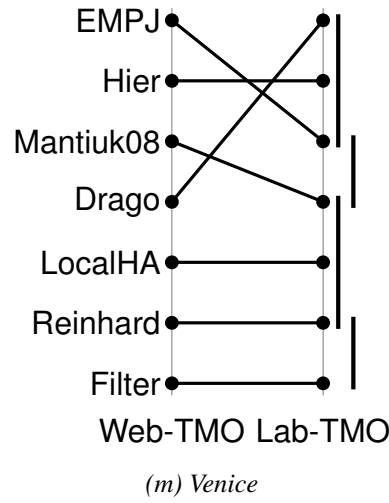 EMPJ
Hier
Mantiuk08
Drago
LocalHA
Reinhard
Filter
Web-TMO Lab-TMO
(m) Venice